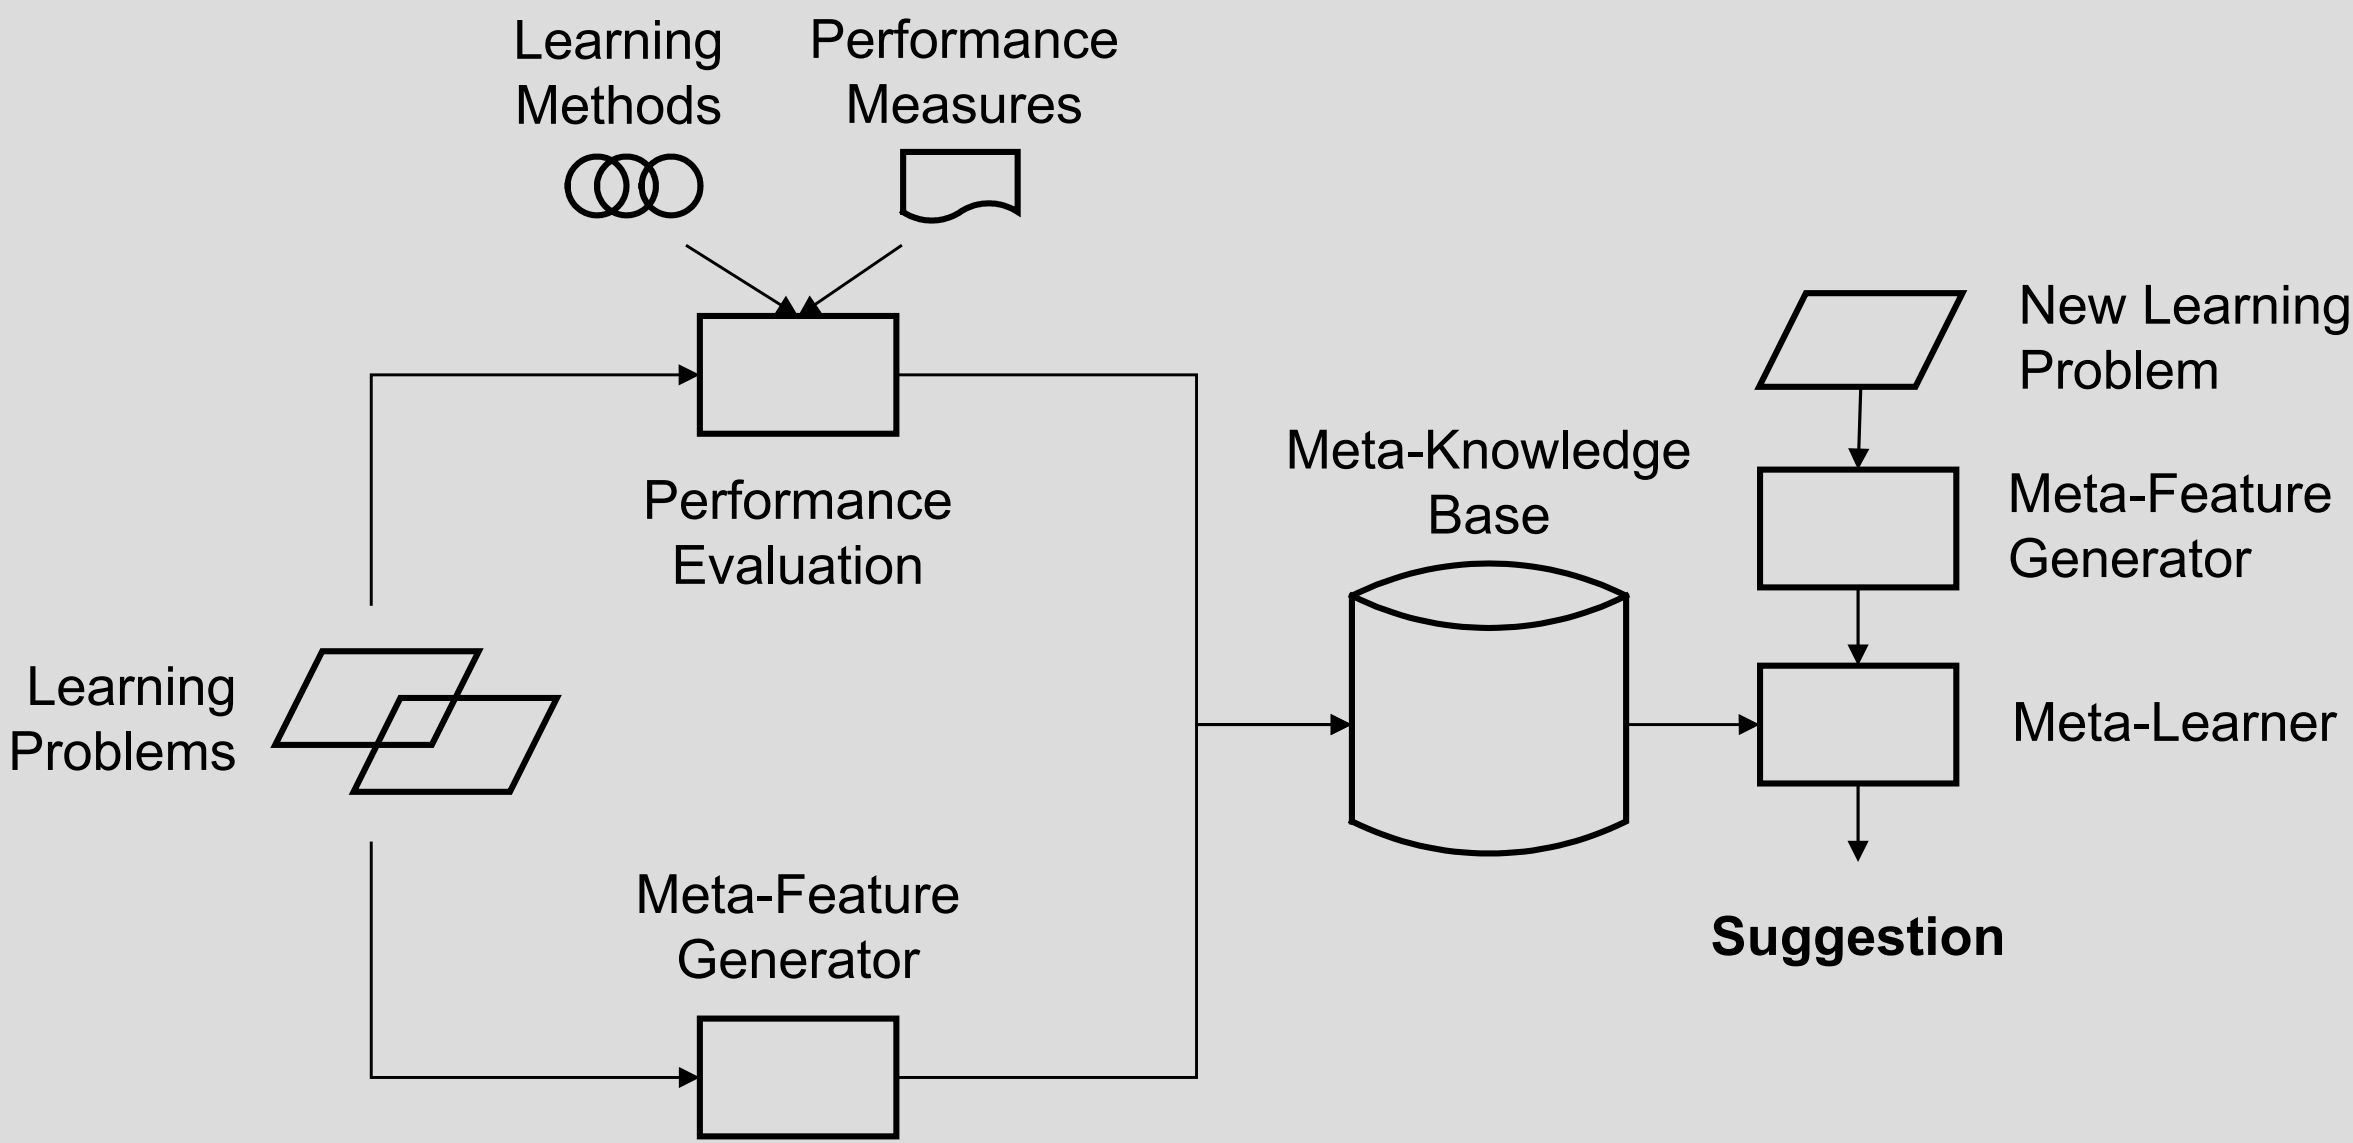 Learning
Methods
Performance
Measures
New Learning
Problem
Meta-Knowledge
Base
Performance
Evaluation
Meta-Feature
Generator
Learning
Problems
Meta-Learner
Meta-Feature
Generator
Suggestion